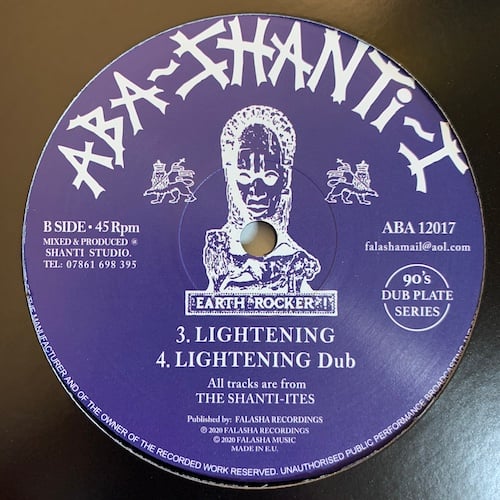 ABA~SHANTi~I
B SIDE • 45 Rpm
MIXED & PRODUCED @
SHANTI STUDIO.
TEL: 07861 698 395
ABA 12017
falashamail@aol.com
EARTH ROCKER !!
90's
DUB PLATE
SERIES
3. LIGHTENING
4. LIGHTENING Dub
All tracks are from
THE SHANTI-ITES
Published by: FALASHA RECORDINGS
℗ 2020 FALASHA RECORDINGS
© 2020 FALASHA MUSIC
MADE IN E.U.
THE MANUFACTURER AND OF THE OWNER OF THE RECORDED WORK RESERVED. UNAUTHORISED PUBLIC PERFORMANCE BROADCASTING